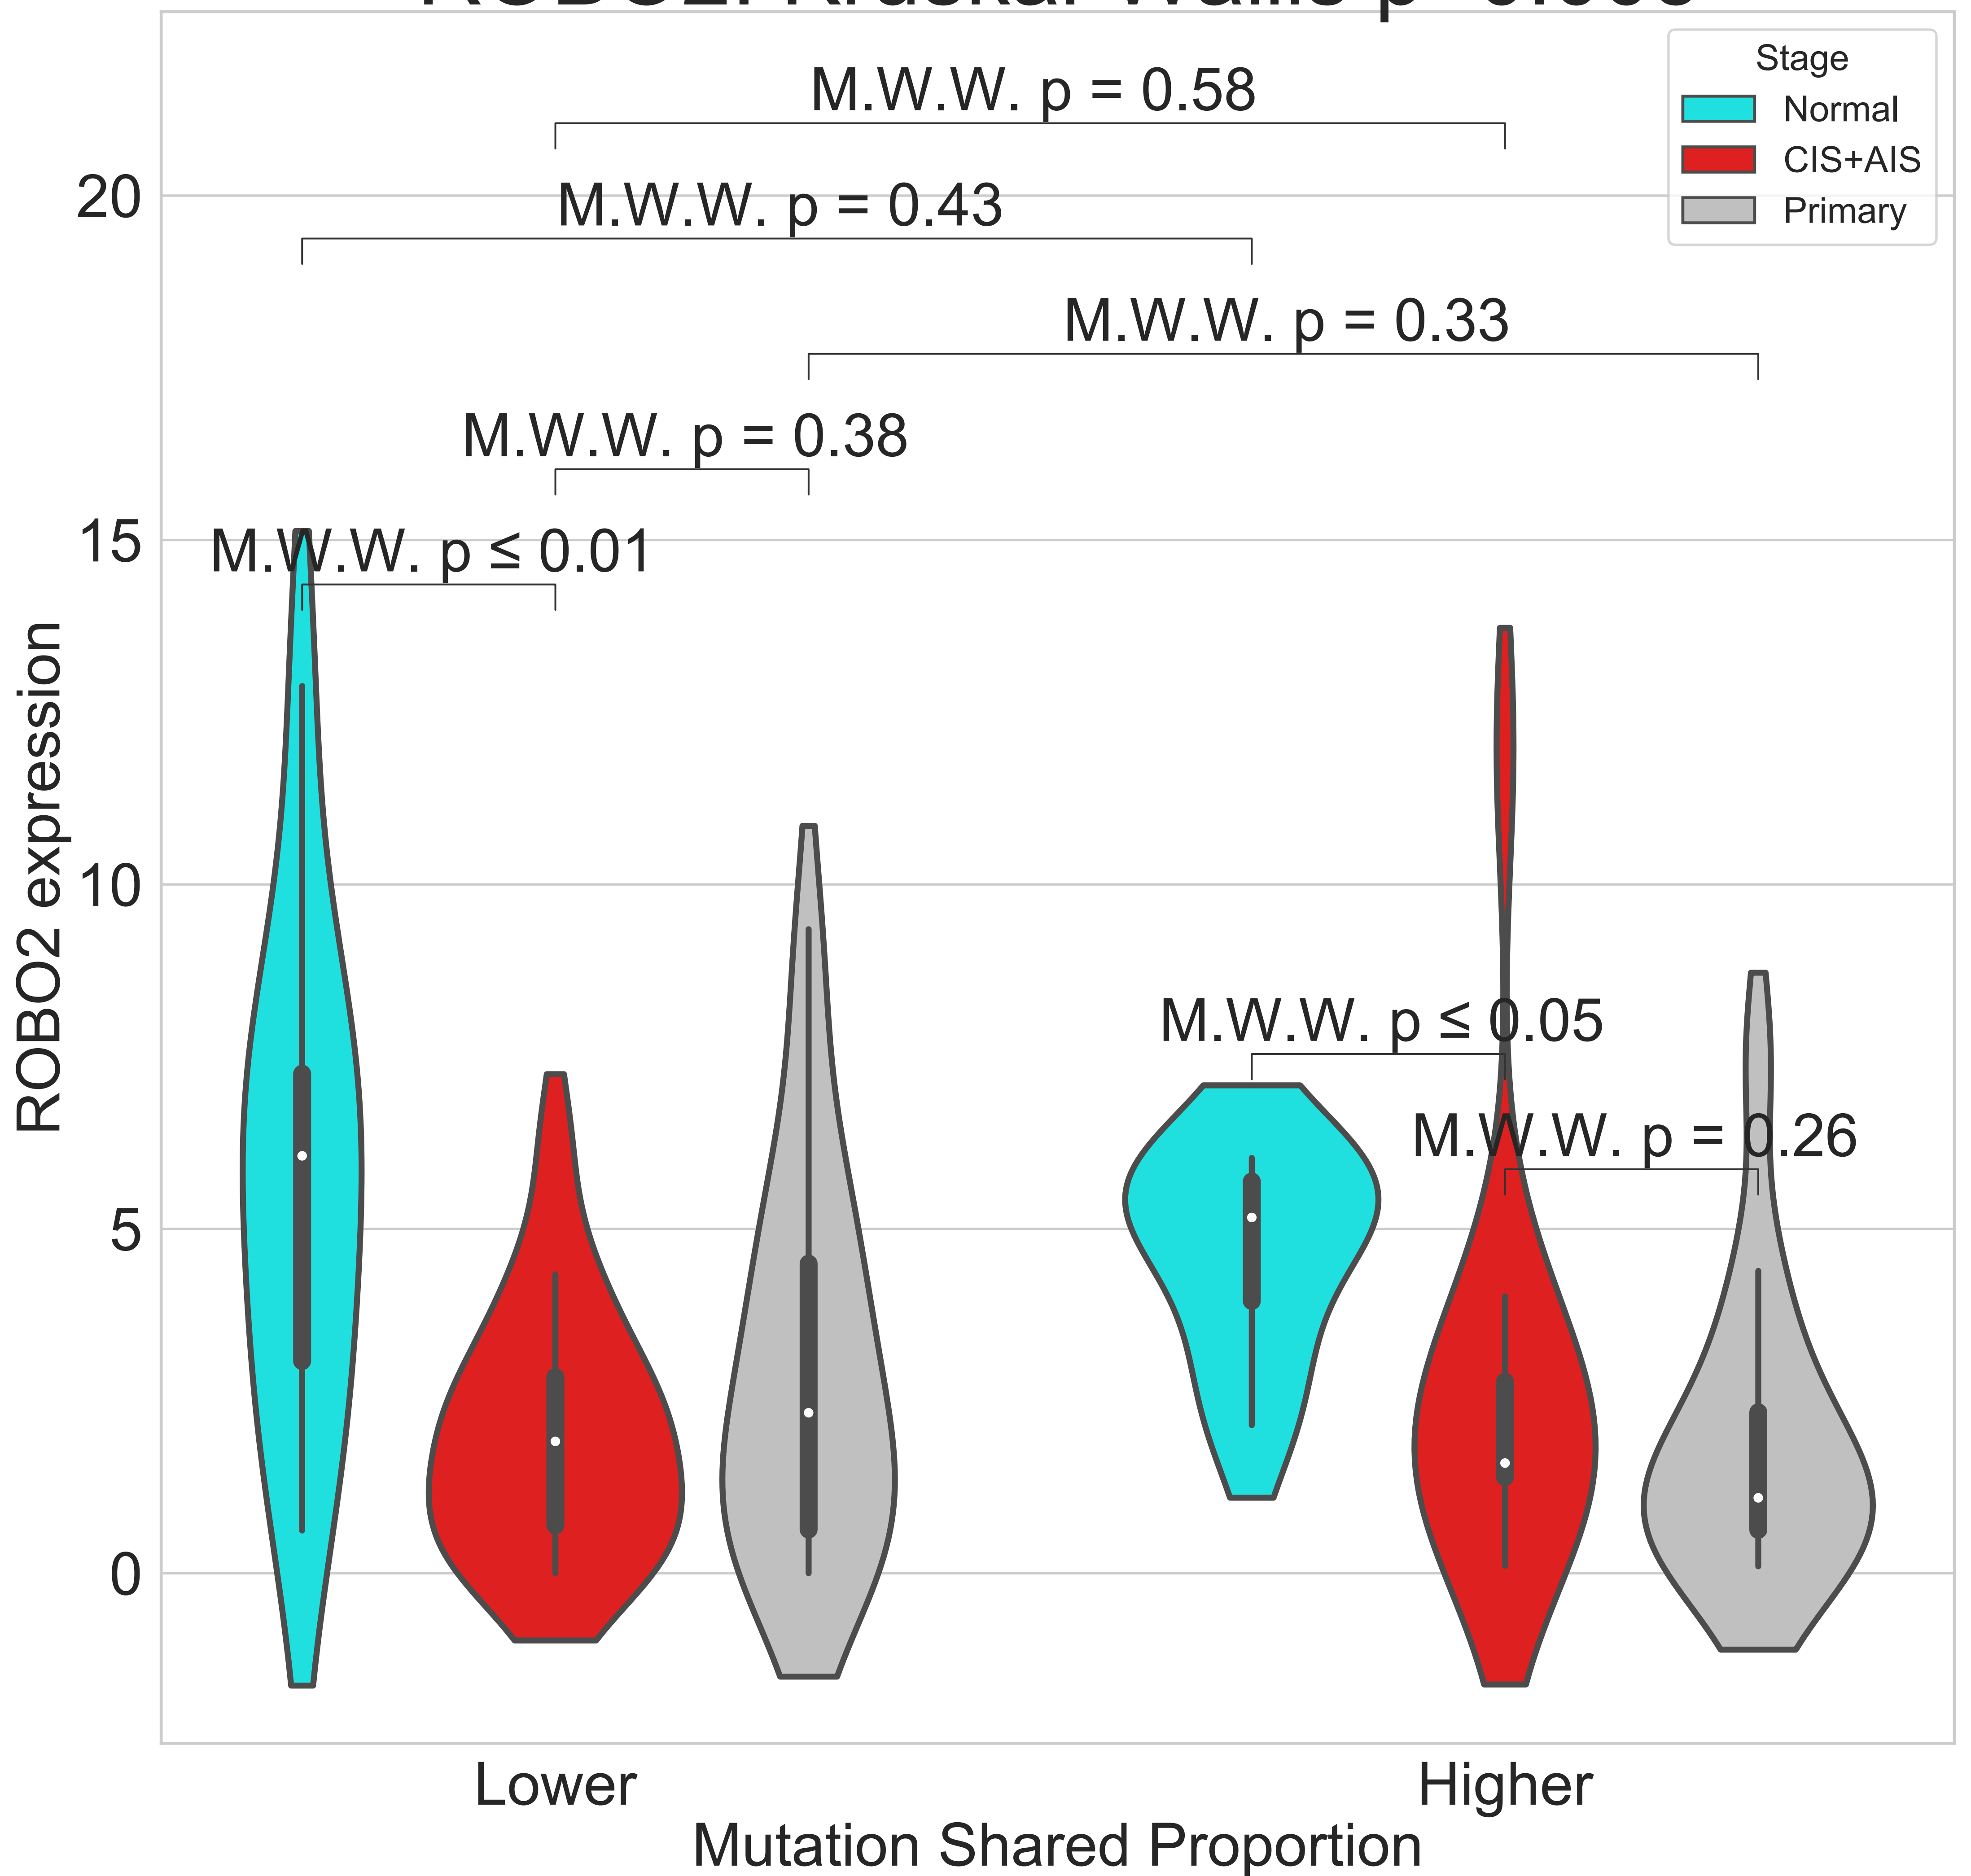 Stage
Normal
CIS+AIS
Primary
M.W.W. p = 0.58
M.W.W. p = 0.43
M.W.W. p = 0.33
M.W.W. p = 0.38
M.W.W. p ≤ 0.01
M.W.W. p ≤ 0.05
M.W.W. p = 0.26
20
15
10
5
0
ROBO2 expression
Lower
Higher
Mutation Shared Proportion